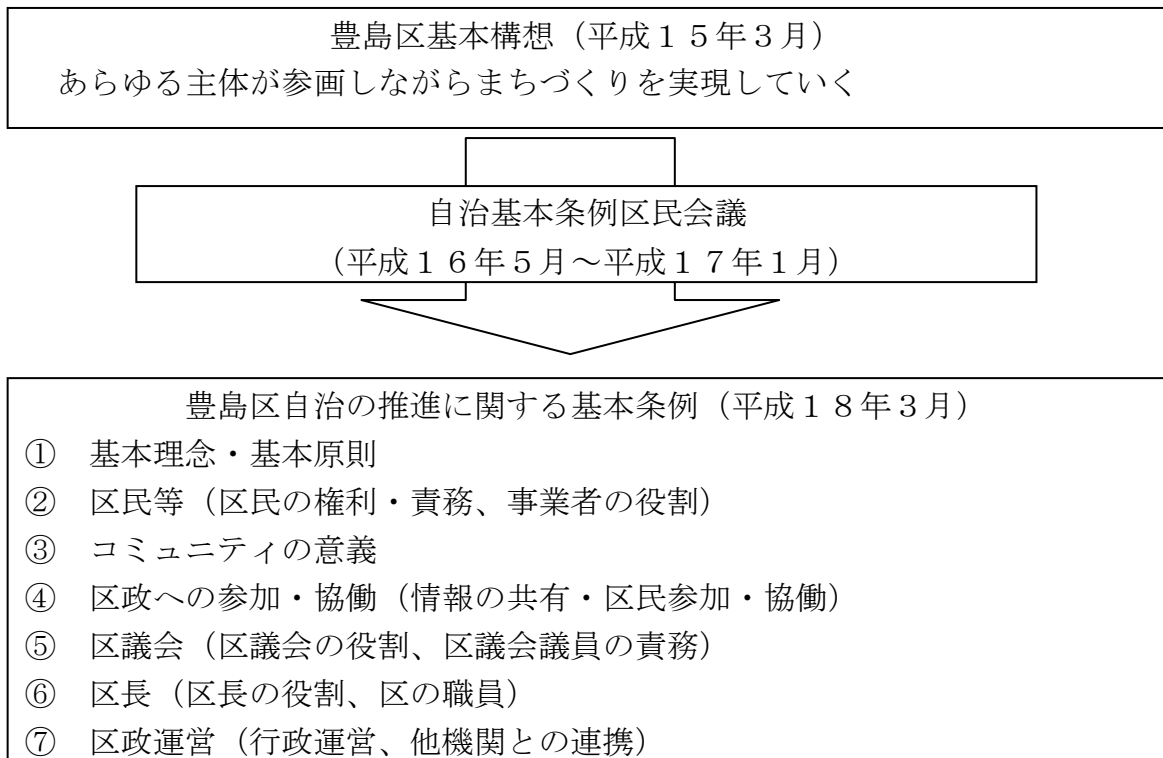 豊島区基本構想（平成１５年３月）
あらゆる主体が参画しながらまちづくりを実現していく
自治基本条例区民会議
（平成１６年５月～平成１７年１月）
豊島区自治の推進に関する基本条例（平成１８年３月）
①　基本理念・基本原則
②　区民等（区民の権利・責務、事業者の役割）
③　コミュニティの意義
④　区政への参加・協働（情報の共有・区民参加・協働）
⑤　区議会（区議会の役割、区議会議員の責務）
⑥　区長（区長の役割、区の職員）
⑦　区政運営（行政運営、他機関との連携）